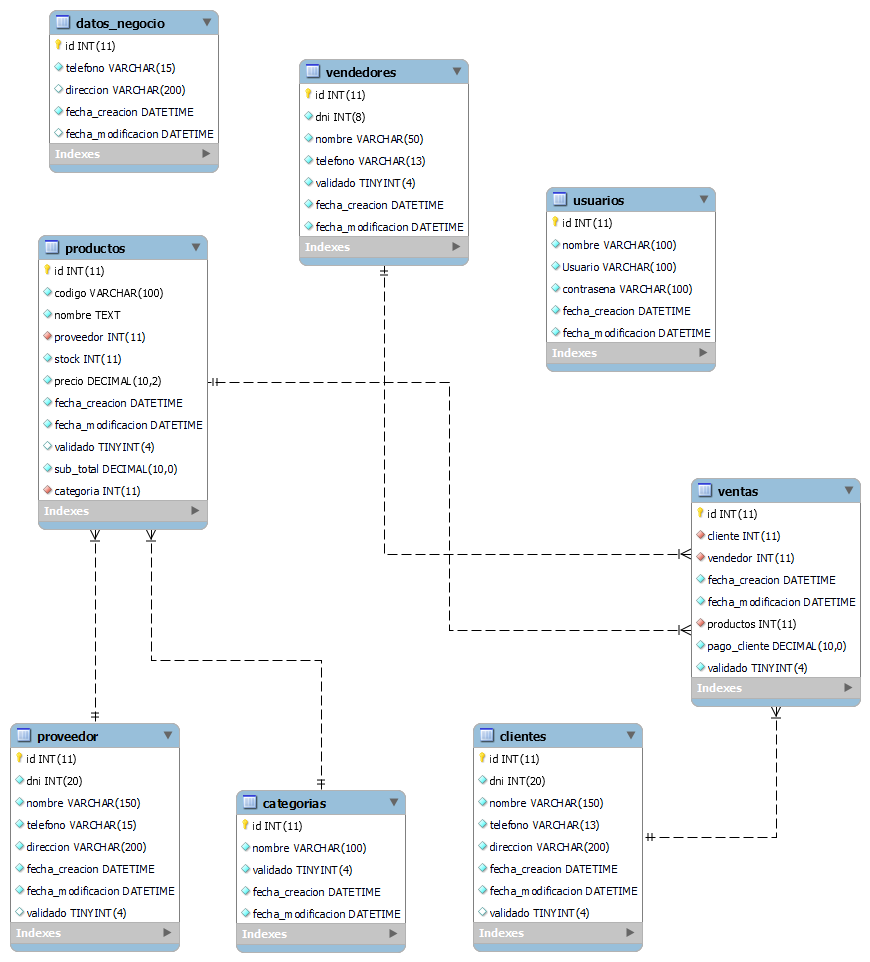 datos_negocio
id INT(11)
telefono VARCHAR(15)
direccion VARCHAR(200)
fecha_creacion DATETIME
fecha_modificacion DATETIME
Indexes
vendedores
id INT(11)
dni INT(8)
nombre VARCHAR(50)
telefono VARCHAR(13)
validado TINYINT(4)
fecha_creacion DATETIME
fecha_modificacion DATETIME
Indexes
usuarios
id INT(11)
nombre VARCHAR(100)
Usuario VARCHAR(100)
contrasena VARCHAR(100)
fecha_creacion DATETIME
fecha_modificacion DATETIME
Indexes
productos
id INT(11)
codigo VARCHAR(100)
nombre TEXT
proveedor INT(11)
stock INT(11)
precio DECIMAL(10,2)
fecha_creacion DATETIME
fecha_modificacion DATETIME
validado TINYINT(4)
sub_total DECIMAL(10,0)
categoria INT(11)
Indexes
ventas
id INT(11)
cliente INT(11)
vendedor INT(11)
fecha_creacion DATETIME
fecha_modificacion DATETIME
productos INT(11)
pago_cliente DECIMAL(10,0)
validado TINYINT(4)
Indexes
proveedor
id INT(11)
dni INT(20)
nombre VARCHAR(150)
telefono VARCHAR(15)
direccion VARCHAR(200)
fecha_creacion DATETIME
fecha_modificacion DATETIME
validado TINYINT(4)
Indexes
categorias
id INT(11)
nombre VARCHAR(100)
validado TINYINT(4)
fecha_creacion DATETIME
fecha_modificacion DATETIME
Indexes
clientes
id INT(11)
dni INT(20)
nombre VARCHAR(150)
telefono VARCHAR(13)
direccion VARCHAR(200)
fecha_creacion DATETIME
fecha_modificacion DATETIME
validado TINYINT(4)
Indexes